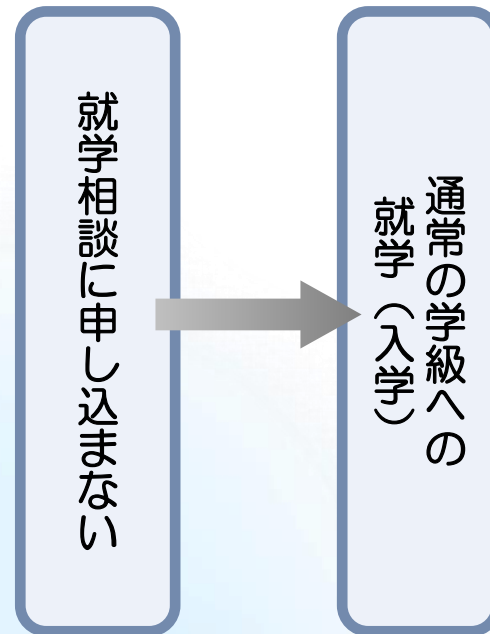 就学相談に申し込まない
通常の学級への
就学（入学）